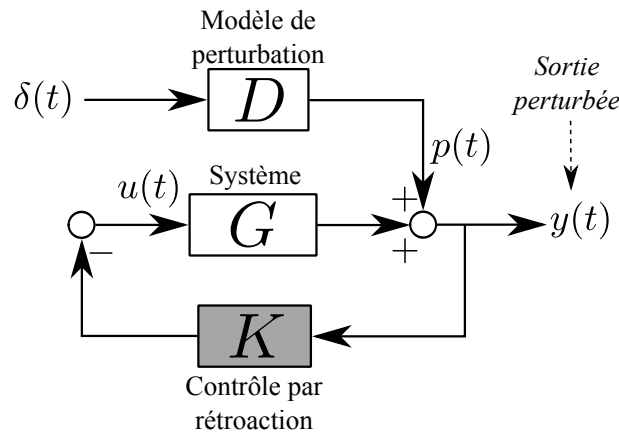 Modèle de
perturbation
δ(t)
D
Sortie
perturbée
p(t)
u(t)
Système
G
+
+
y(t)
−
K
Contrôle par
rétroaction